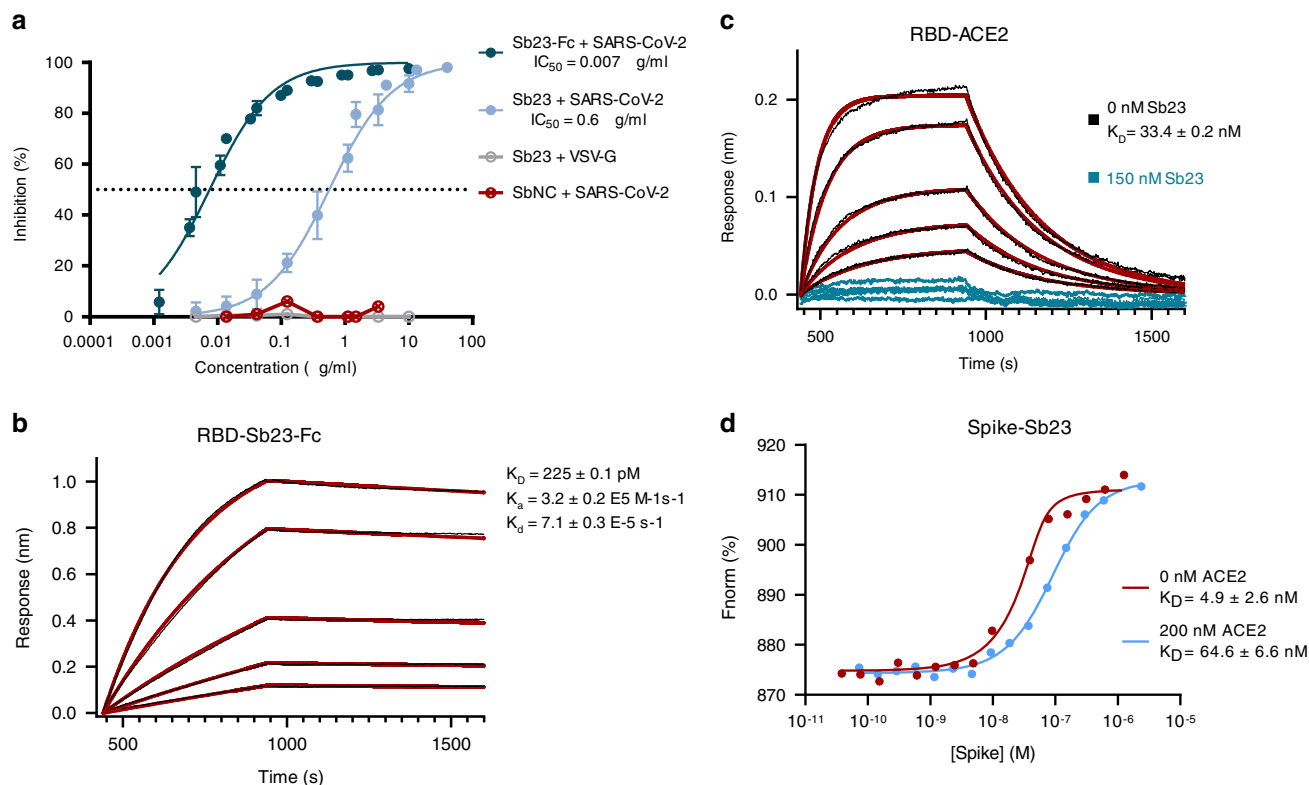 a
Inhibition (%)
100
80
60
40
20
0
0.0001
0.001
0.01
0.1
1
10
100
Concentration ( g/ml)
Sb23-Fc + SARS-CoV-2
IC50 = 0.007 g/ml
Sb23 + SARS-CoV-2
IC50 = 0.6 g/ml
Sb23 + VSV-G
SbNC + SARS-CoV-2
c
RBD-ACE2
Response (nm)
0.2
0.1
0.0
500
1000
1500
Time (s)
0 nM Sb23
KD= 33.4 ± 0.2 nM
150 nM Sb23
b
RBD-Sb23-Fc
Response (nm)
1.0
0.8
0.6
0.4
0.2
0.0
500
1000
1500
Time (s)
KD = 225 ± 0.1 pM
Ka = 3.2 ± 0.2 E5 M-1s-1
Kd = 7.1 ± 0.3 E-5 s-1
d
Spike-Sb23
Fnorm (%)
920
910
900
890
880
870
10-11
10-10
10-9
10-8
10-7
10-6
10-5
[Spike] (M)
0 nM ACE2
KD= 4.9 ± 2.6 nM
200 nM ACE2
KD= 64.6 ± 6.6 nM